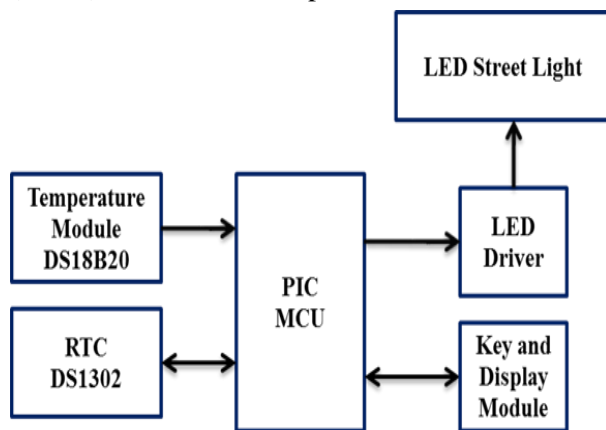 LED Street Light
Temperature
Module
DS18B20
PIC
MCU
LED
Driver
RTC
DS1302
Key and
Display
Module